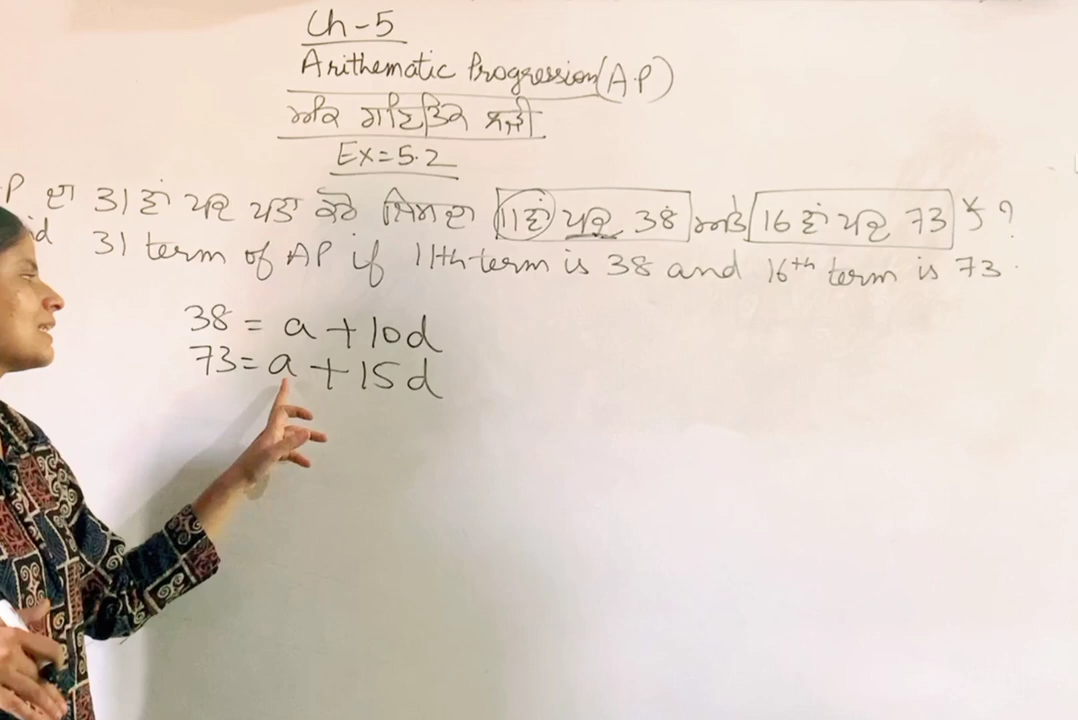 Ch-5
Arithematic Progression (A.P)
ਅੰਕ ਗਣਿਤਿਕ ਲੜੀ
Ex=5.2
P ਦਾ 31 ਵਾਂ ਪਦ ਪਤਾ ਕਰੋ ਜਿਸਦਾ 11 ਵਾਂ ਪਦ 38 ਅਤੇ 16 ਵਾਂ ਪਦ 73 ਹੈ?
id 31 term of AP if 11th term is 38 and 16th term is 73.
38 = a + 10d
73 = a + 15d